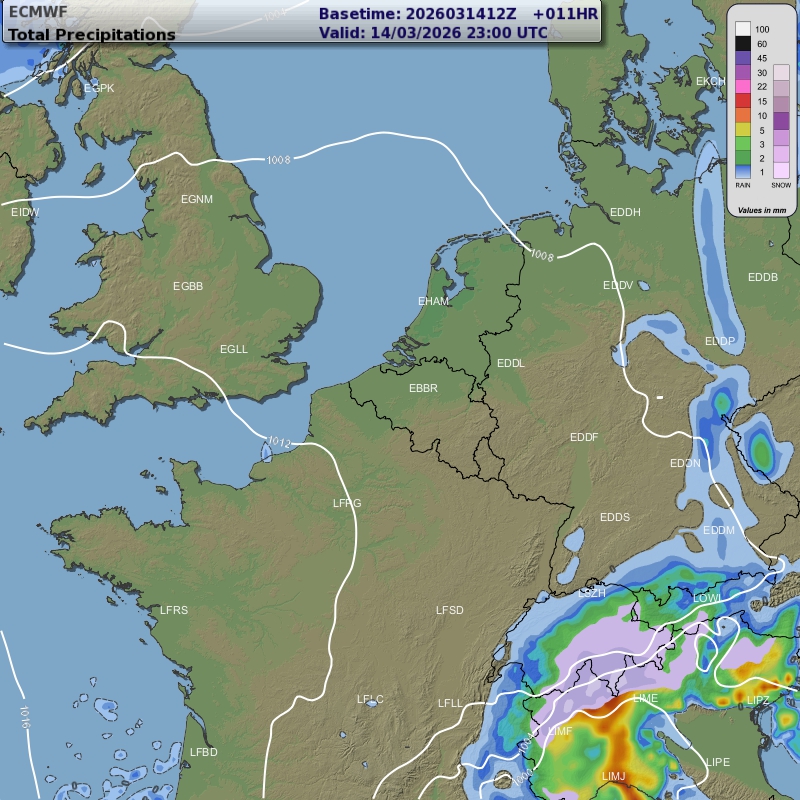 ECMWF
Basetime: 2026031412Z +011HR
Total Precipitations
Valid: 14/03/2026 23:00 UTC
100
60
45
30
22
15
10
5
3
2
1
RAIN
SNOW
Values in mm
EGPK
EKCH
1008
EGNM
EIDW
EDDH
1008
EGBB
EDDV
EDDB
EHAM
EGLL
EDDP
EDDL
EBBR
1012
EDDF
EDDN
LFPG
EDDS
EDDM
LSZH
LOWI
LFRS
LFSD
LFLC
LFLL
LIME
LIPZ
1016
LIMF
1004
LFBD
LIPE
LIMJ